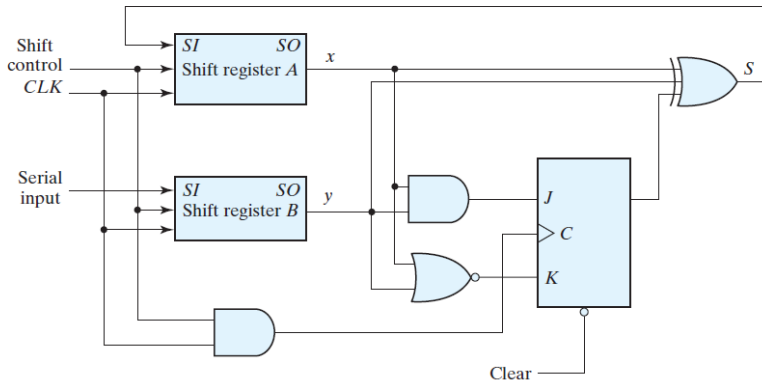 SI SO
Shift register A
x
Shift
control
CLK
S
Serial
input
SI SO
Shift register B
y
J
C
K
Clear